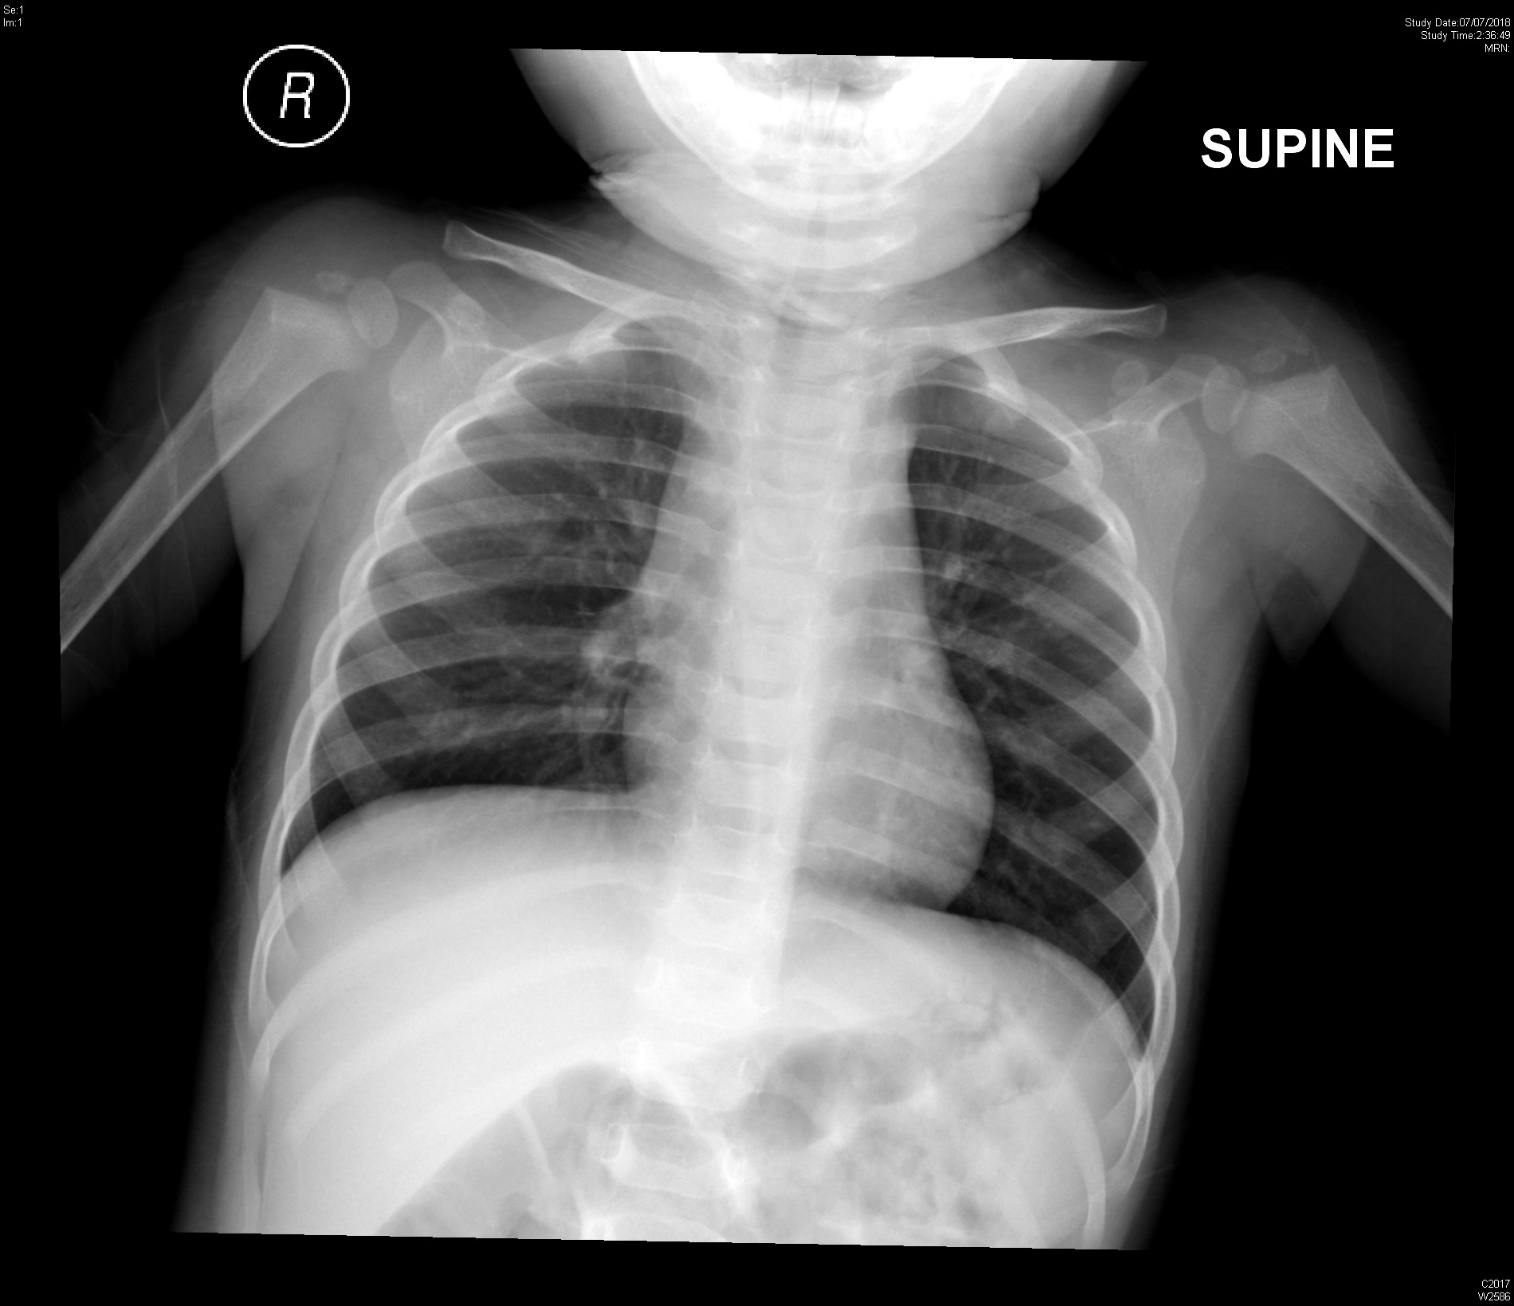 Se:1
Im:1
Study Date:07/07/2018
Study Time:2:36:49
MRN:
R
SUPINE
C2017
W2586